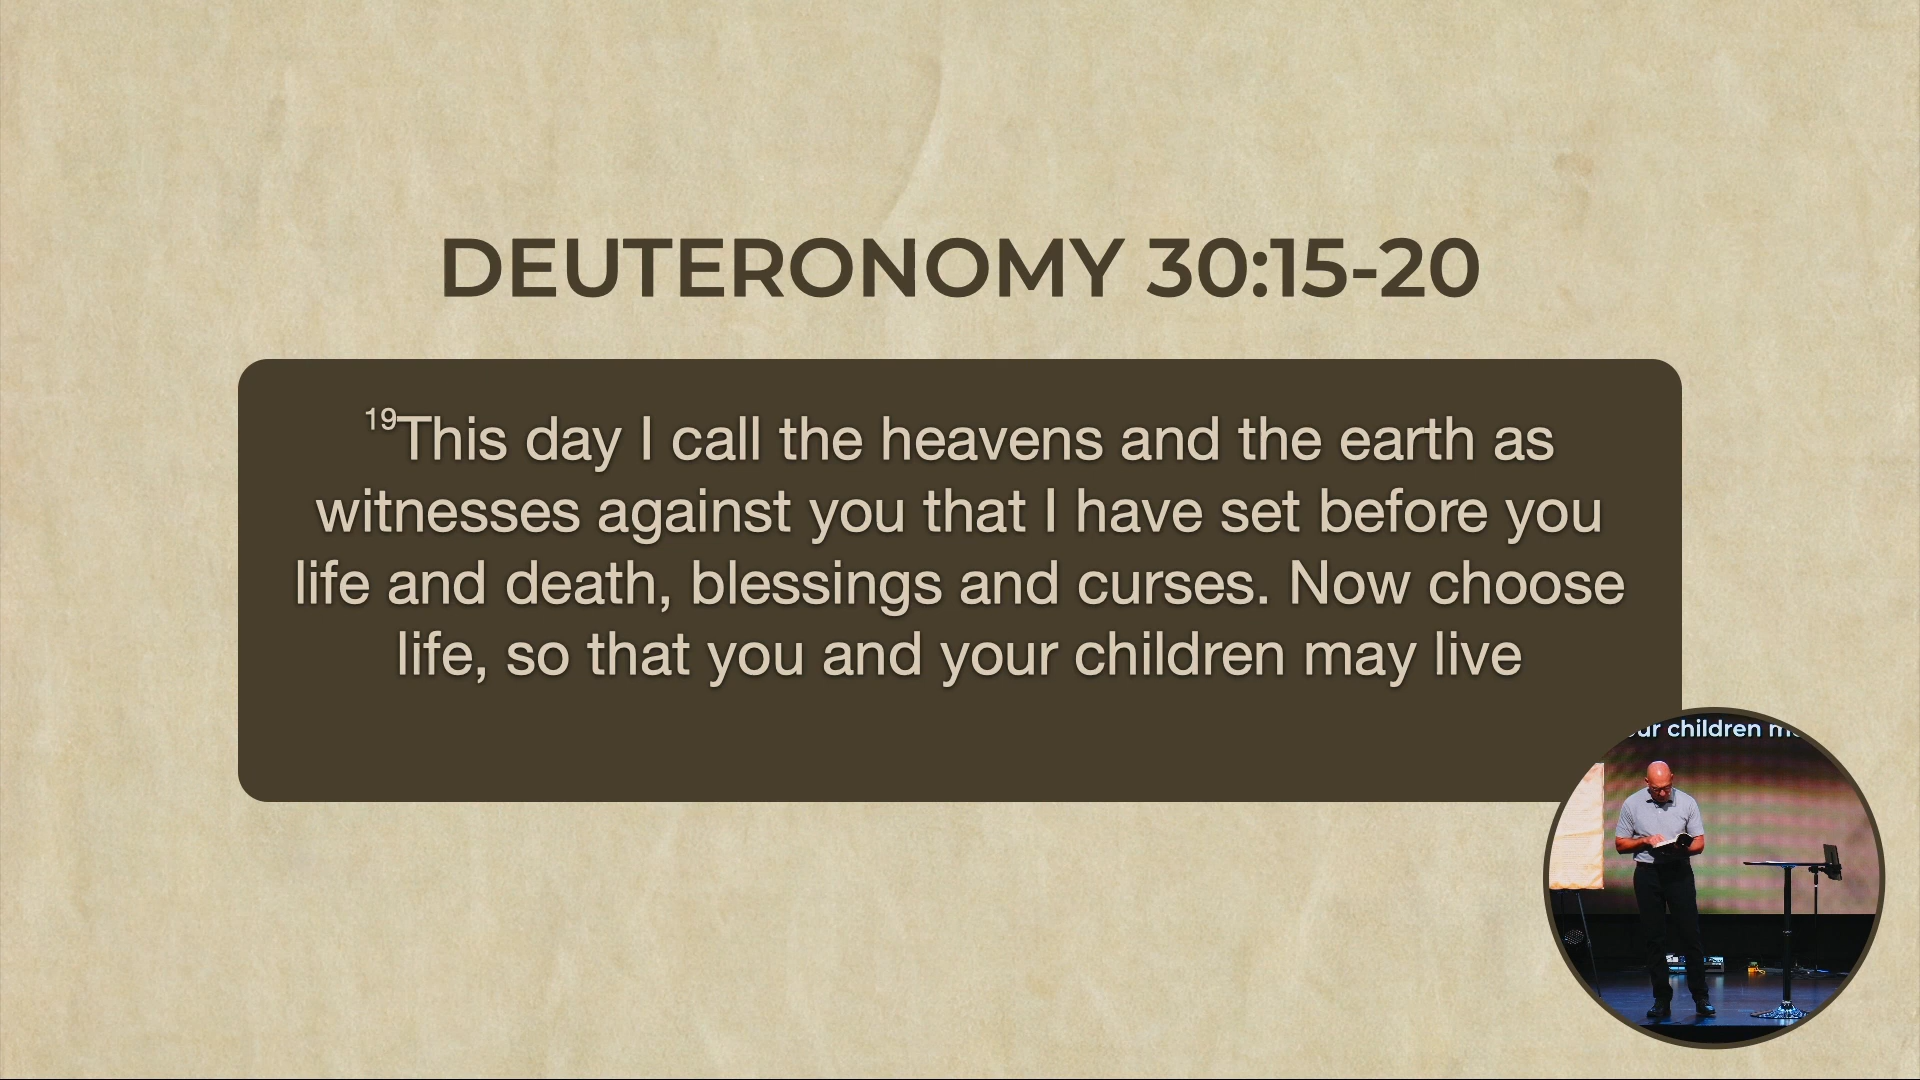 DEUTERONOMY 30:15-20
19This day I call the heavens and the earth as
witnesses against you that I have set before you
life and death, blessings and curses. Now choose
life, so that you and your children may live
children